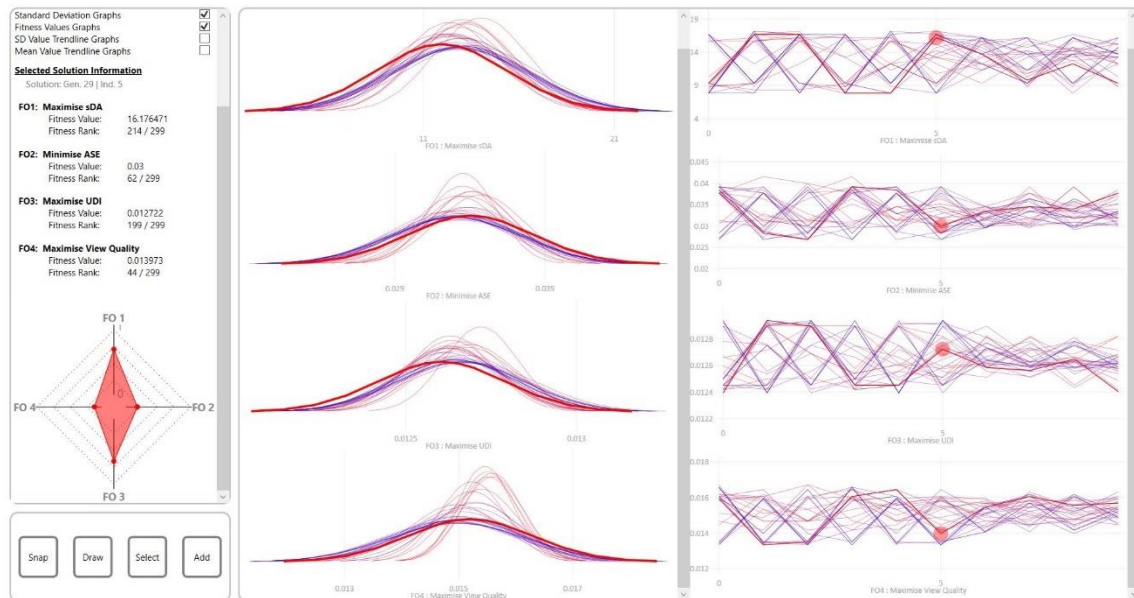 Standard Deviation Graphs
Fitness Values Graphs
SD Value Trendline Graphs
Mean Value Trendline Graphs
Selected Solution Information
Solution: Gen. 29 | Ind. 5
FO1: Maximise sDA
Fitness Value: 16.176471
Fitness Rank: 214 / 299
FO2: Minimise ASE
Fitness Value: 0.03
Fitness Rank: 62 / 299
FO3: Maximise UDI
Fitness Value: 0.012722
Fitness Rank: 199 / 299
FO4: Maximise View Quality
Fitness Value: 0.013973
Fitness Rank: 44 / 299
FO 1
1
0
FO 4
FO 2
FO 3
Snap
Draw
Select
Add
11
21
FO1 : Maximise sDA
0.029
0.039
FO2 : Minimise ASE
0.0125
0.013
FO3 : Maximise UDI
0.013
0.015
0.017
FO4 : Maximise View Quality
19
14
9
4
0
5
FO1 : Maximise sDA
0.045
0.04
0.035
0.03
0.025
0.02
0
5
FO2 : Minimise ASE
0.0128
0.0126
0.0124
0.0122
0
5
FO3 : Maximise UDI
0.018
0.016
0.014
0.012
0
5
FO4 : Maximise View Quality